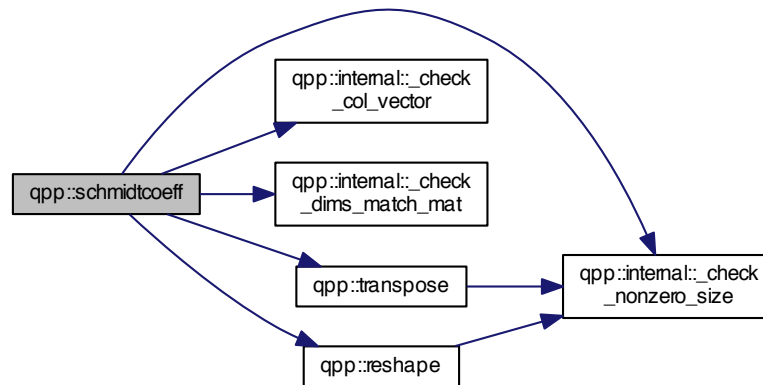 qpp::internal::_check
_col_vector
qpp::schmidtcoeff
qpp::internal::_check
_dims_match_mat
qpp::transpose
qpp::internal::_check
_nonzero_size
qpp::reshape